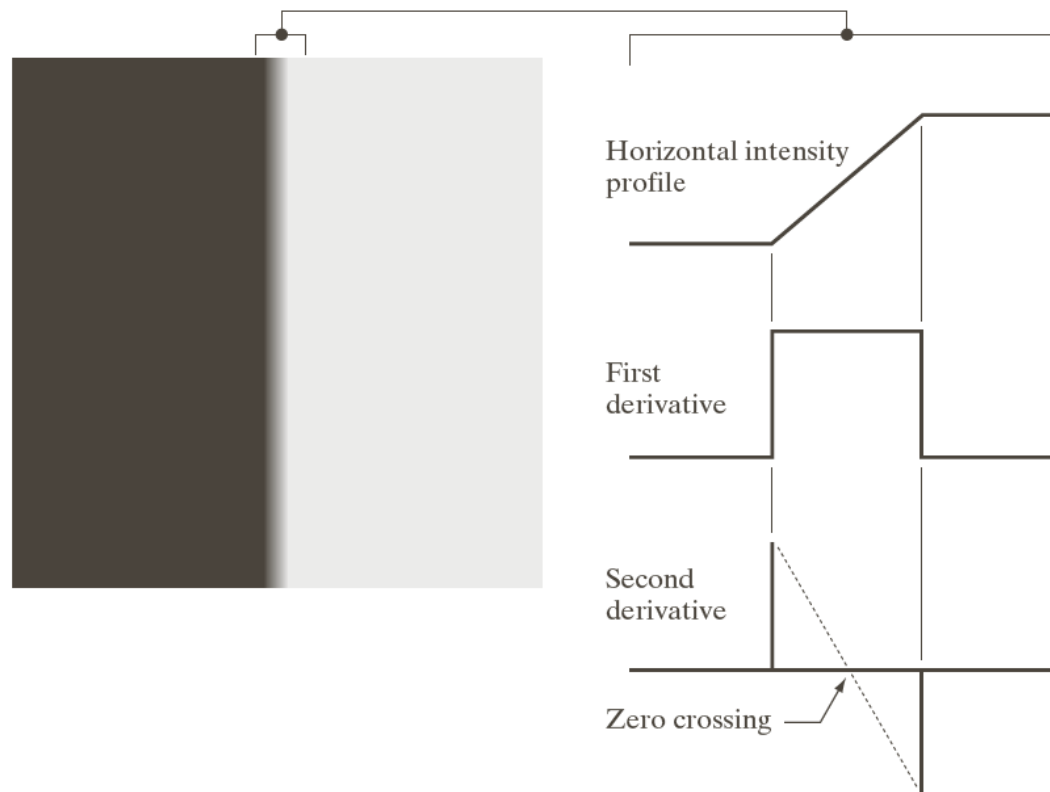 Horizontal intensity
profile
First
derivative
Second
derivative
Zero crossing